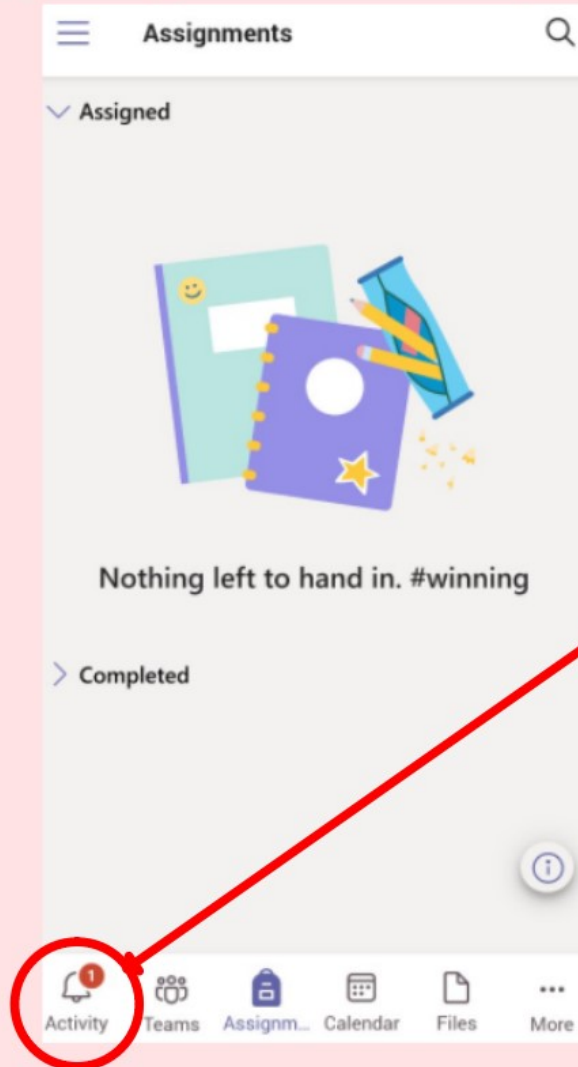 Assignments
Assigned
Nothing left to hand in. #winning
Completed
1
Activity Teams Assignm... Calendar Files More